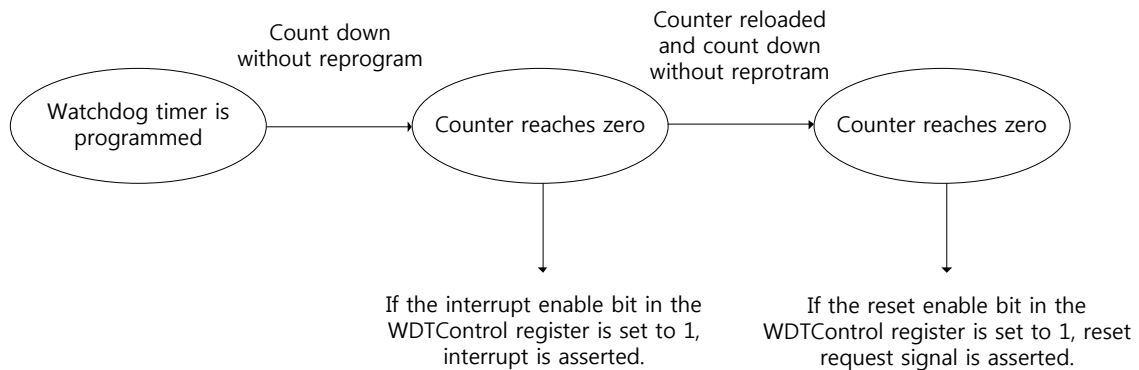 Count down
without reprogram
Counter reloaded
and count down
without reprotram
Watchdog timer is
programmed
Counter reaches zero
Counter reaches zero
If the interrupt enable bit in the
WDTControl register is set to 1,
interrupt is asserted.
If the reset enable bit in the
WDTControl register is set to 1, reset
request signal is asserted.